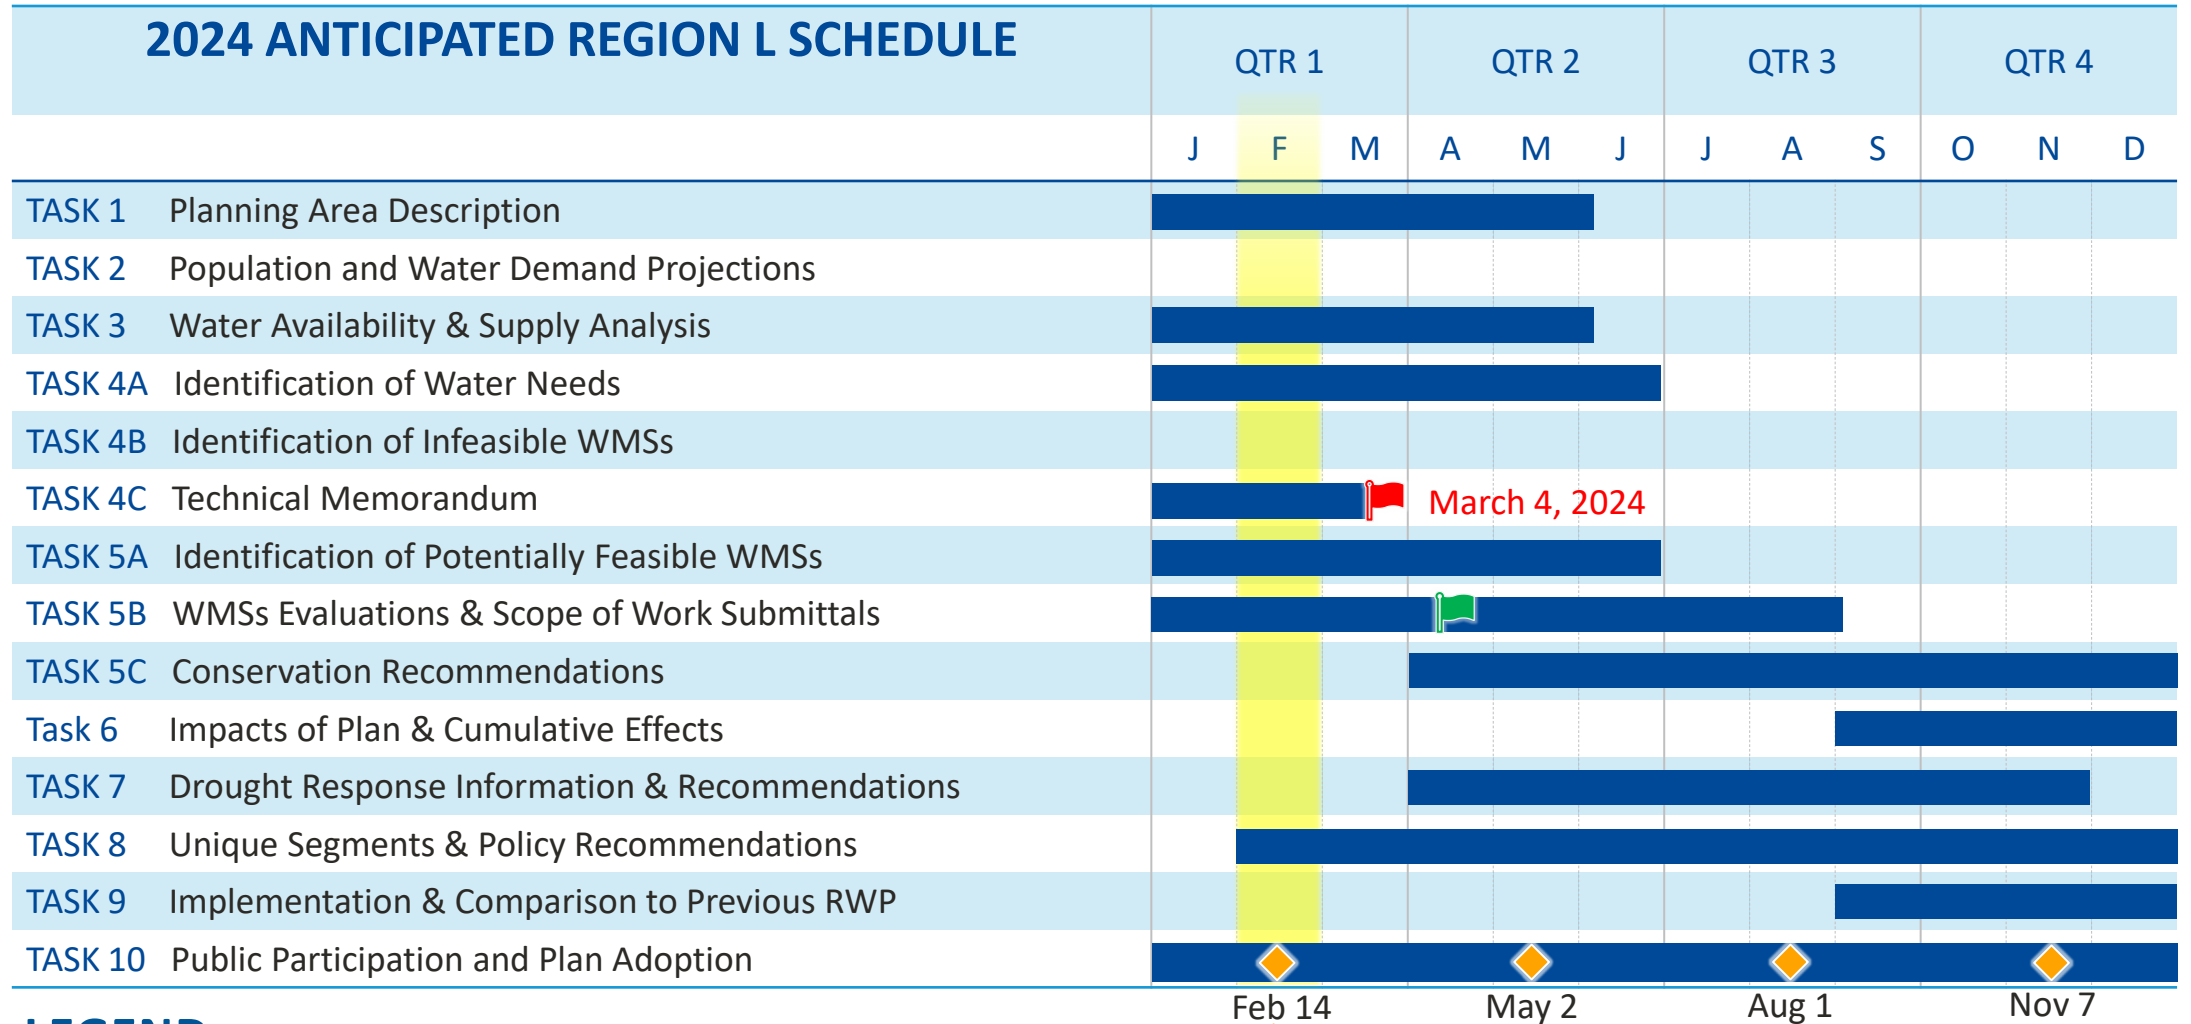 2024 ANTICIPATED REGION L SCHEDULE
QTR 1 QTR 2 QTR 3 QTR 4
J F M A M J J A S O N D
TASK 1 Planning Area Description
TASK 2 Population and Water Demand Projections
TASK 3 Water Availability & Supply Analysis
TASK 4A Identification of Water Needs
TASK 4B Identification of Infeasible WMSs
TASK 4C Technical Memorandum March 4, 2024
TASK 5A Identification of Potentially Feasible WMSs
TASK 5B WMSs Evaluations & Scope of Work Submittals
TASK 5C Conservation Recommendations
Task 6 Impacts of Plan & Cumulative Effects
TASK 7 Drought Response Information & Recommendations
TASK 8 Unique Segments & Policy Recommendations
TASK 9 Implementation & Comparison to Previous RWP
TASK 10 Public Participation and Plan Adoption
Feb 14 May 2 Aug 1 Nov 7
LEGEND